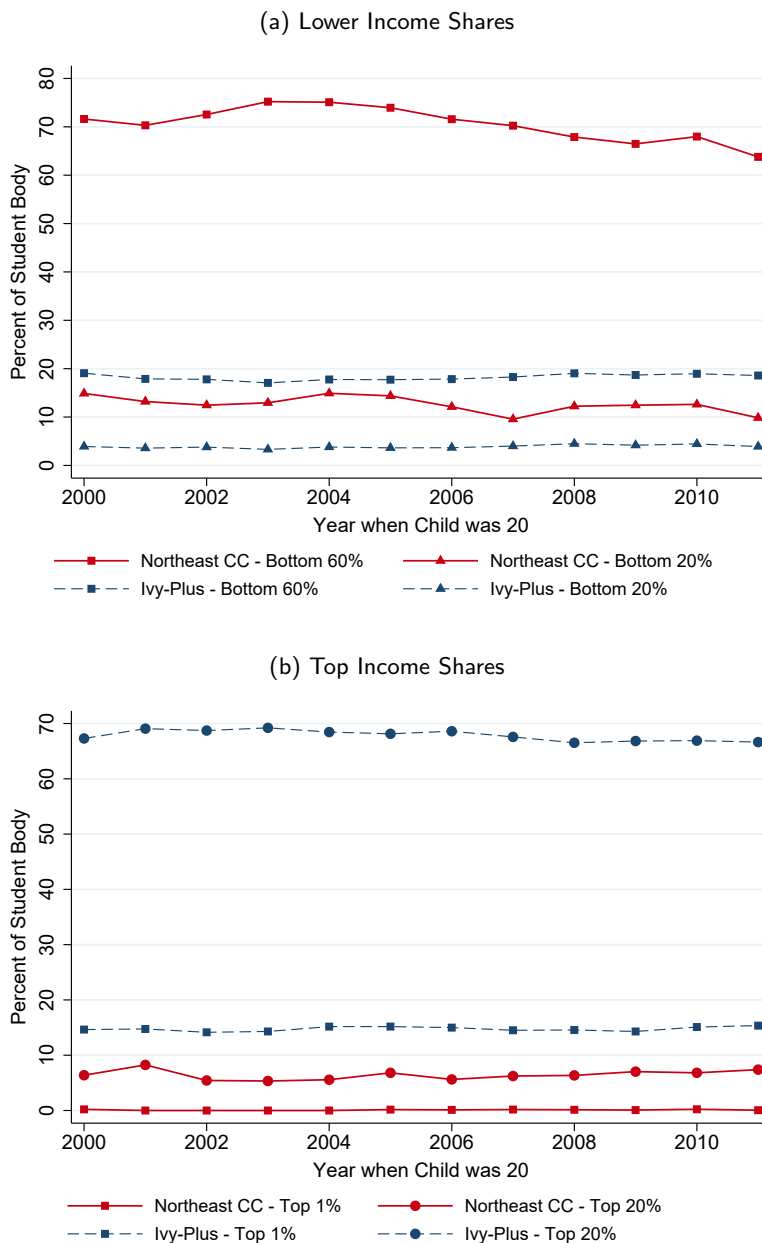 (a) Lower Income Shares
Percent of Student Body
80
70
60
50
40
30
20
10
0
2000 2002 2004 2006 2008 2010
Year when Child was 20
Northeast CC - Bottom 60% Northeast CC - Bottom 20%
Ivy-Plus - Bottom 60% Ivy-Plus - Bottom 20%
(b) Top Income Shares
Percent of Student Body
70
60
50
40
30
20
10
0
2000 2002 2004 2006 2008 2010
Year when Child was 20
Northeast CC - Top 1% Northeast CC - Top 20%
Ivy-Plus - Top 1% Ivy-Plus - Top 20%